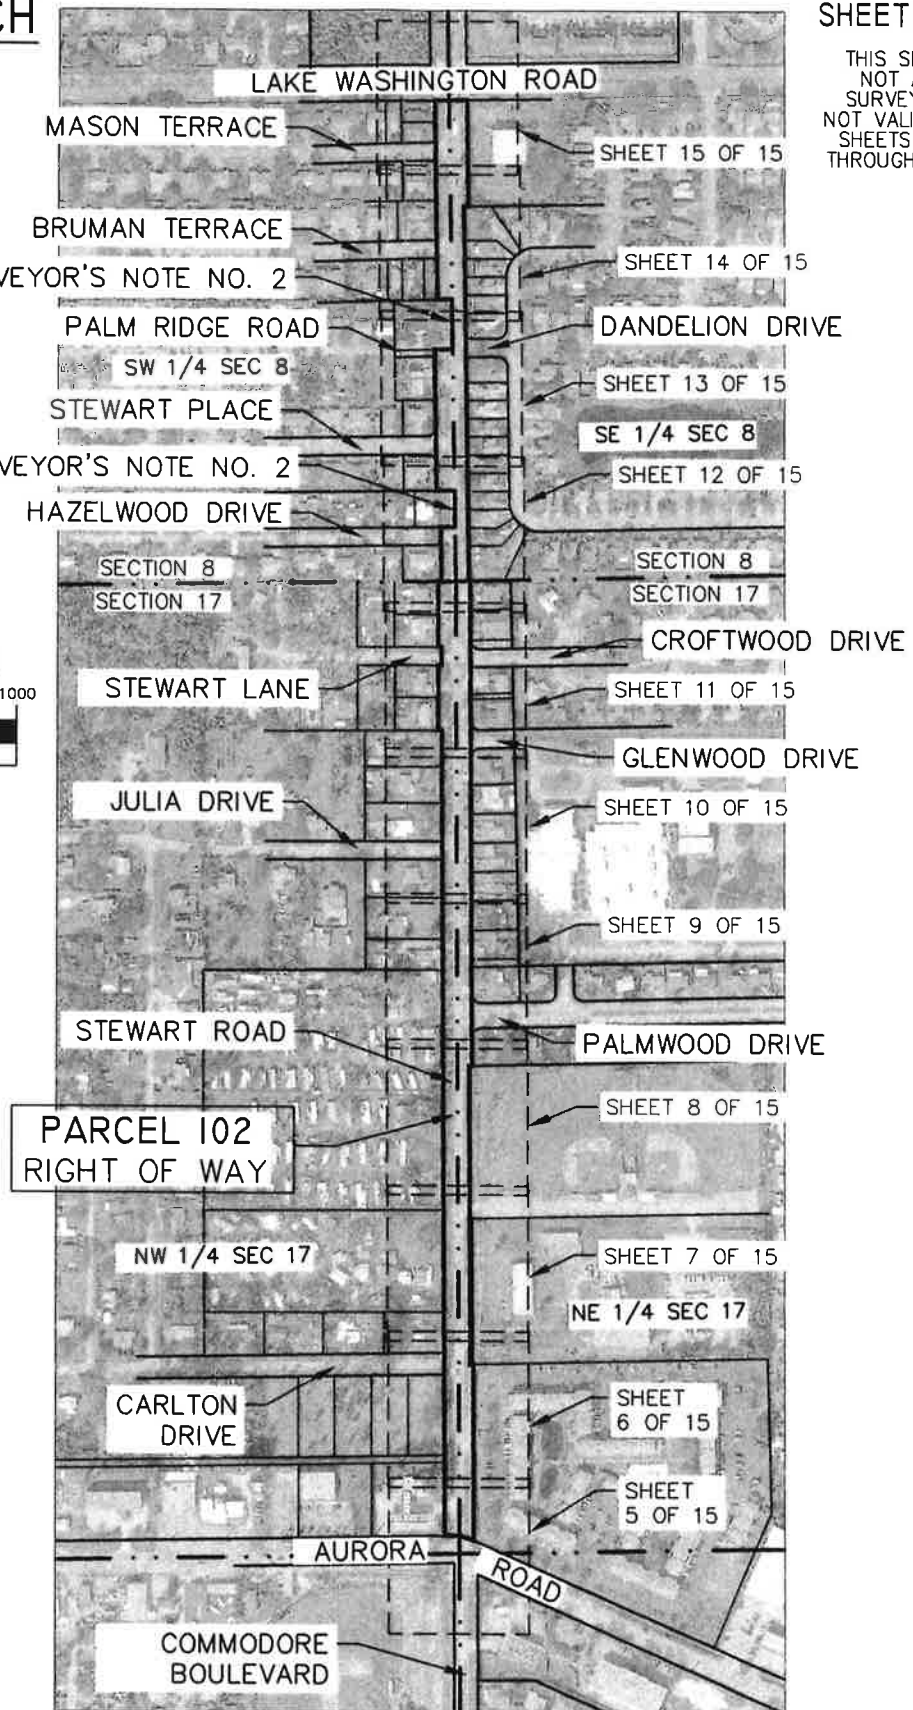 SHEET
THIS
NOT
SURVEY
NOT
SHEETS
THROUGH
LAKE WASHINGTON ROAD
MASON TERRACE
SHEET 15 OF 15
BRUMAN TERRACE
SHEET 14 OF 15
NOTE NO. 2
PALM RIDGE ROAD
DANDELION DRIVE
SW 1/4 SEC 8
SHEET 13 OF 15
STEWART PLACE
SE 1/4 SEC 8
NOTE NO. 2
SHEET 12 OF 15
HAZELWOOD DRIVE
SECTION 8
SECTION 8
SECTION 17
SECTION 17
CROFTWOOD DRIVE
STEWART LANE
SHEET 11 OF 15
1000
GLENWOOD DRIVE
JULIA DRIVE
SHEET 10 OF 15
SHEET 9 OF 15
STEWART ROAD
PALMWOOD DRIVE
SHEET 8 OF 15
PARCEL 102
RIGHT OF WAY
NW 1/4 SEC 17
SHEET 7 OF 15
NE 1/4 SEC 17
CARLTON
DRIVE
SHEET
6 OF 15
SHEET
5 OF 15
AURORA ROAD
COMMODORE
BOULEVARD